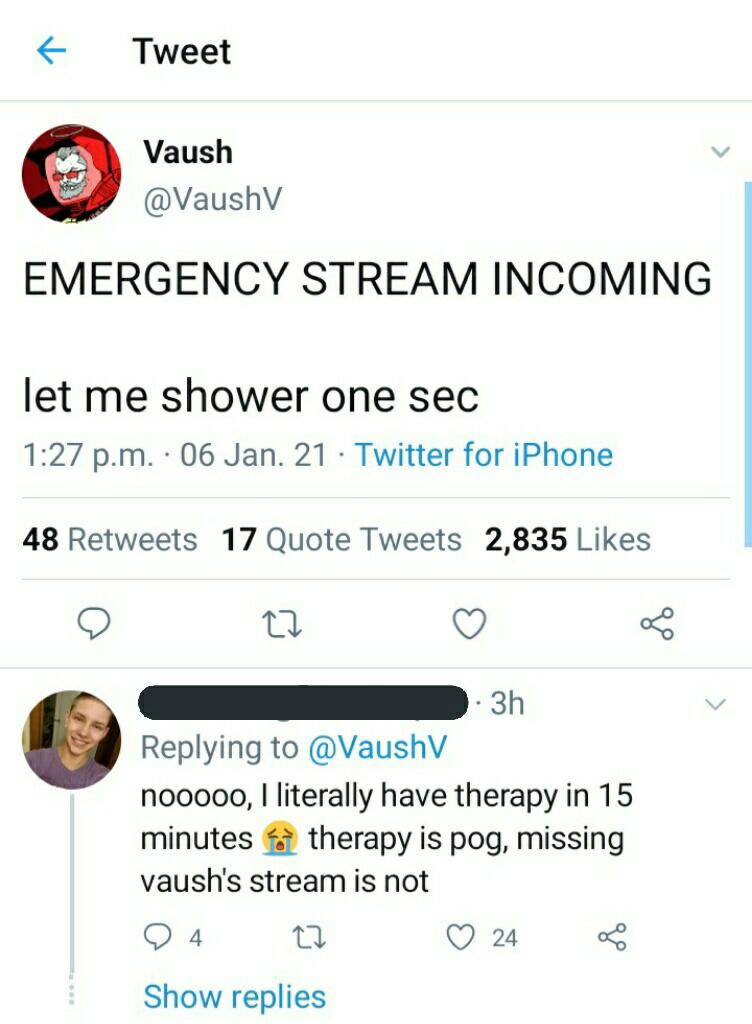 Tweet
Vaush
@VaushV
EMERGENCY STREAM INCOMING
let me shower one sec
1:27 p.m. · 06 Jan. 21 · Twitter for iPhone
48 Retweets 17 Quote Tweets 2,835 Likes
· 3h
Replying to @VaushV
nooooo, I literally have therapy in 15
minutes 😭 therapy is pog, missing
vaush's stream is not
4 24
Show replies